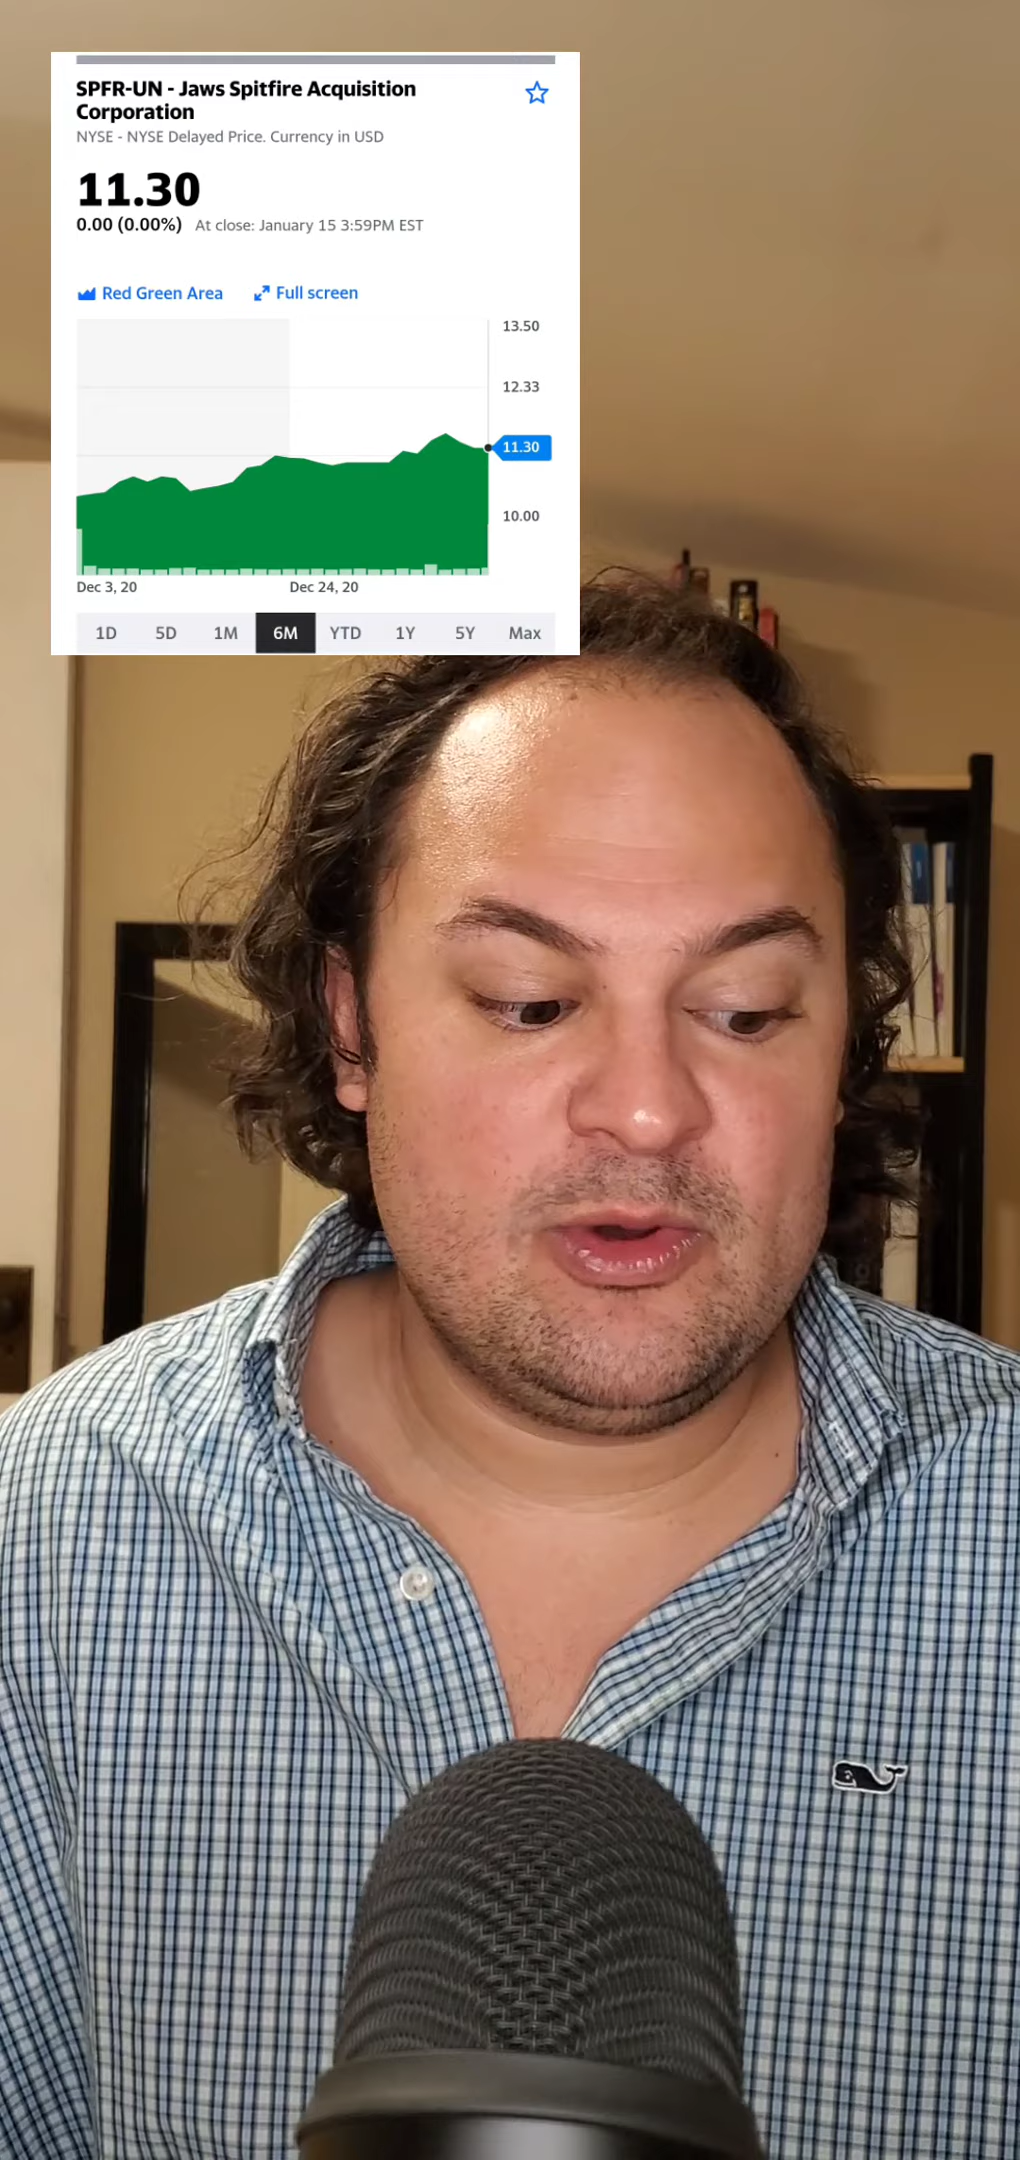 SPFR-UN - Jaws Spitfire Acquisition
Corporation
NYSE - NYSE Delayed Price. Currency in USD
11.30
0.00 (0.00%) At close: January 15 3:59PM EST
Red Green Area Full screen
13.50
12.33
11.30
10.00
Dec 3, 20 Dec 24, 20
1D 5D 1M 6M YTD 1Y 5Y Max